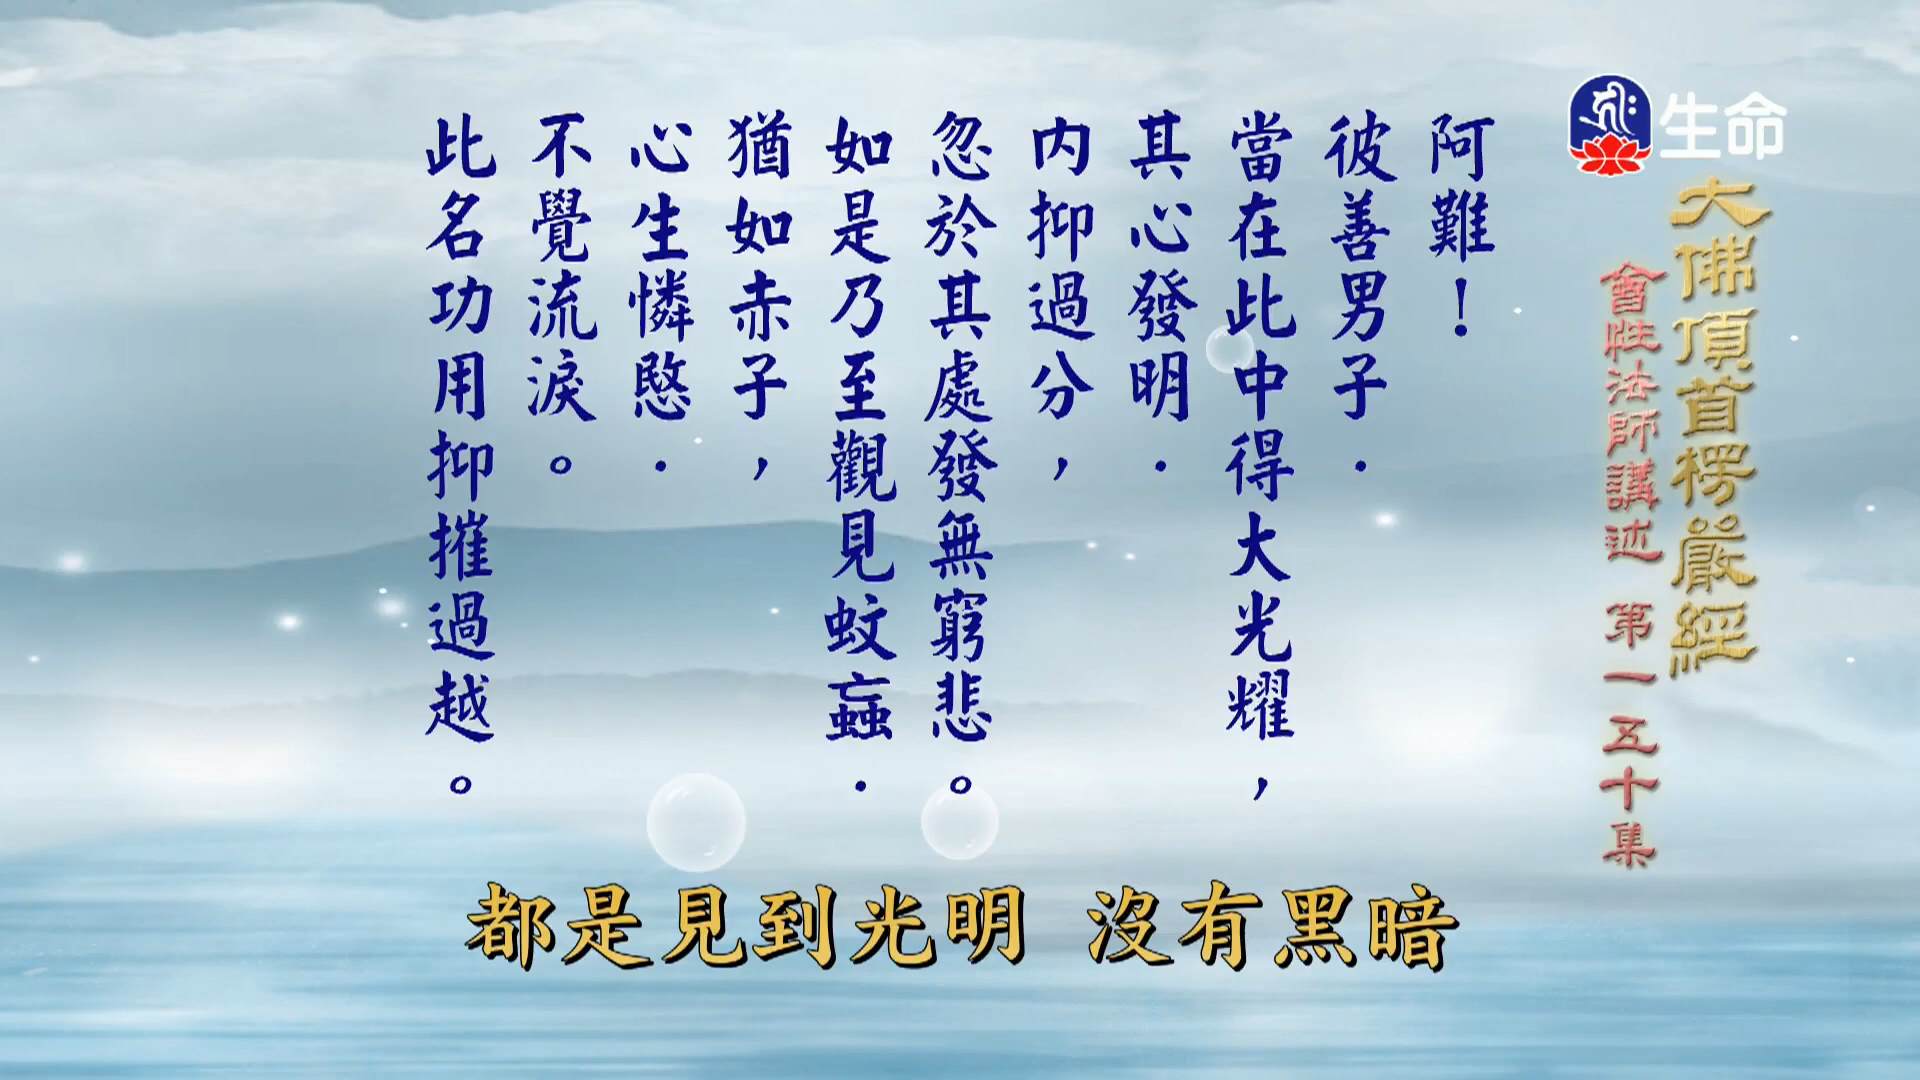 生命
大佛頂首楞嚴經
會性法師講述 第一五十集
阿難！
彼善男子．
當在此中得大光耀，
其心發明．
内抑過分，
忽於其處發無窮悲。
如是乃至觀見蚊蝱．
猶如赤子，
心生憐愍．
不覺流淚。
此名功用抑摧過越。
都是見到光明 沒有黑暗